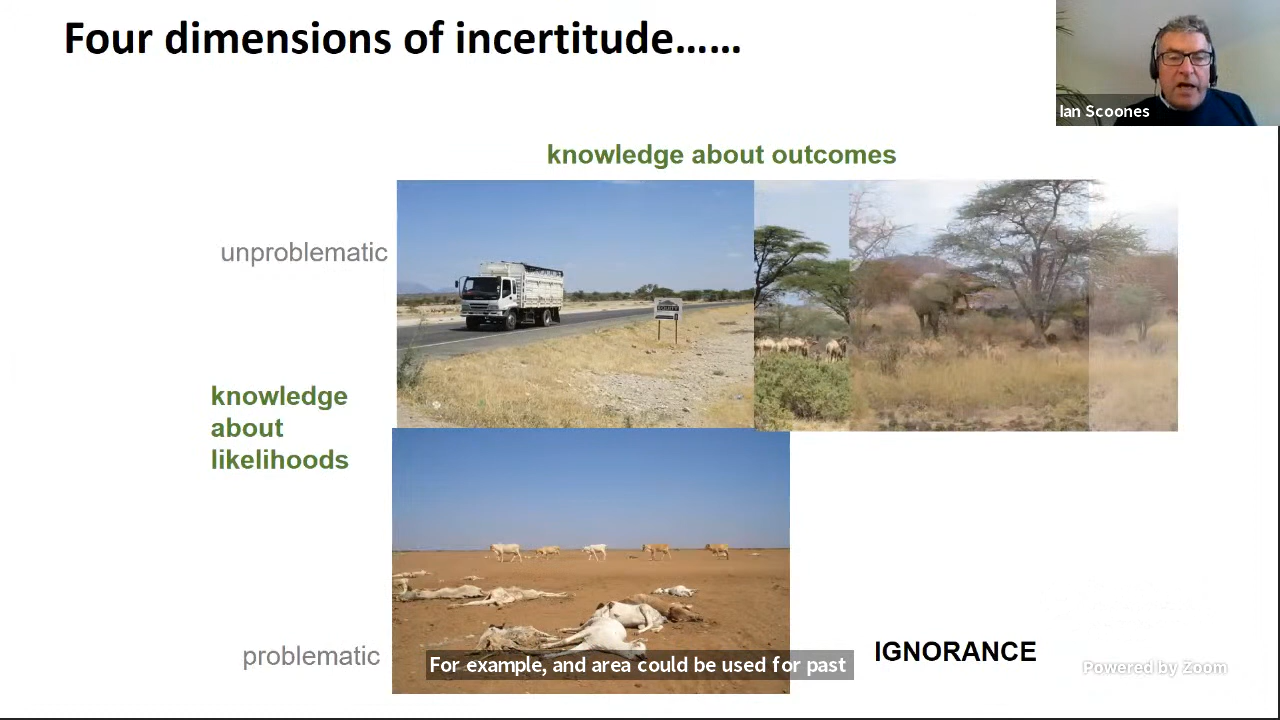 Four dimensions of incertitude……
Ian Scoones
knowledge about outcomes
unproblematic
EQUITY
knowledge
about
likelihoods
problematic
For example, and area could be used for past
IGNORANCE
Powered by Zoom